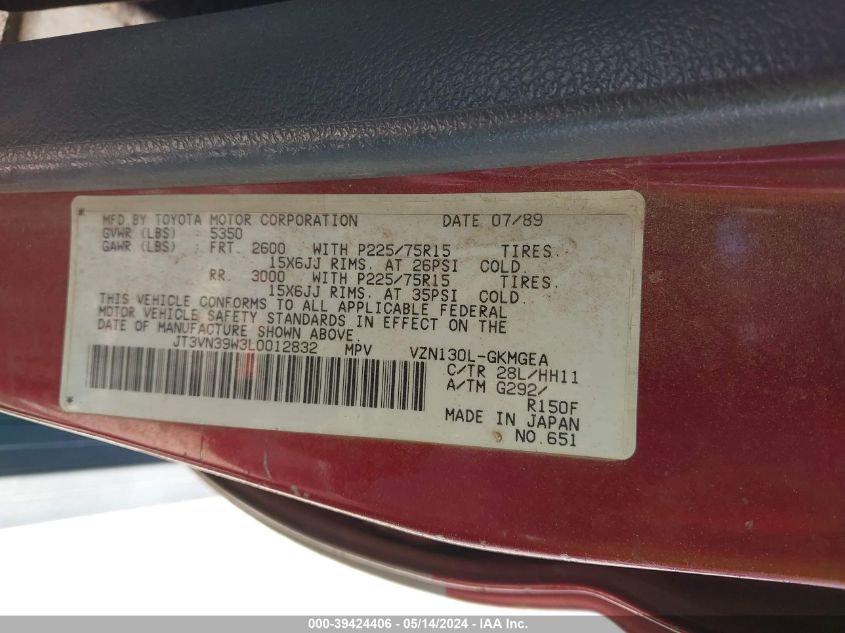 MFD BY TOYOTA MOTOR CORPORATION DATE 07/89
GVWR (LBS) : 5350
GAWR (LBS) : FRT. 2600 WITH P225/75R15 TIRES.
15X6JJ RIMS. AT 26PSI COLD.
RR. 3000 WITH P225/75R15 TIRES.
15X6JJ RIMS. AT 35PSI COLD.
THIS VEHICLE CONFORMS TO ALL APPLICABLE FEDERAL
MOTOR VEHICLE SAFETY STANDARDS IN EFFECT ON THE
DATE OF MANUFACTURE SHOWN ABOVE.
JT3VN39W3L0012832 MPV VZN130L-GKMGEA
C/TR 28L/HH11
A/TM G292/
R150F
MADE IN JAPAN
NO.651
000-39424406 - 05/14/2024 - IAA Inc.